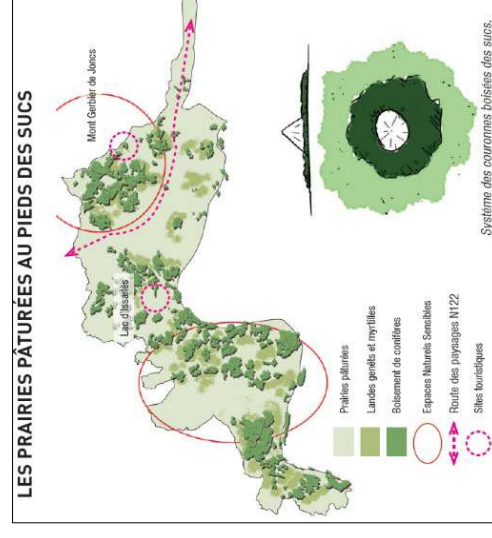 LES PRAIRIES PÂTURÉES AU PIEDS DES SUCS
Mont Gerbier de Joncs
Lac d'Issarlès
Prairies pâturées
Landes genêts et myrtilles
Boisement de conifères
Espaces Naturels Sensibles
Route des paysages N122
Sites touristiques
Système des couronnes boisées des sucs.